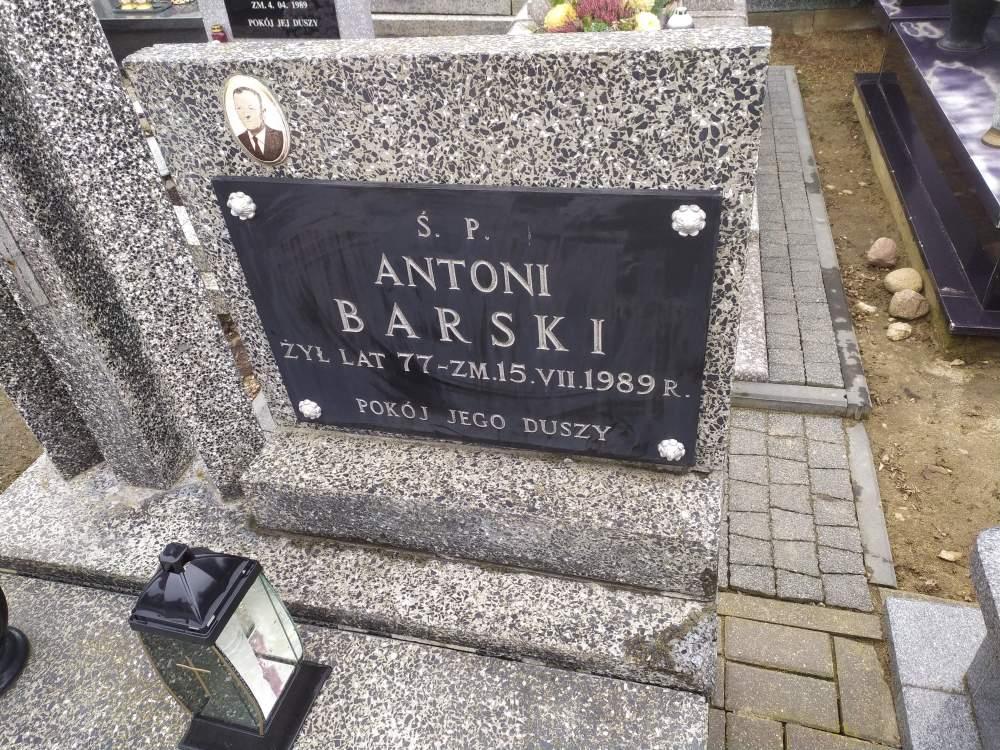 ZM. 4.04.1989
POKÓJ JEJ DUSZY
Ś. P.
ANTONI
BARSKI
ŻYŁ LAT 77-ZM.15.VII.1989 R.
POKÓJ JEGO DUSZY